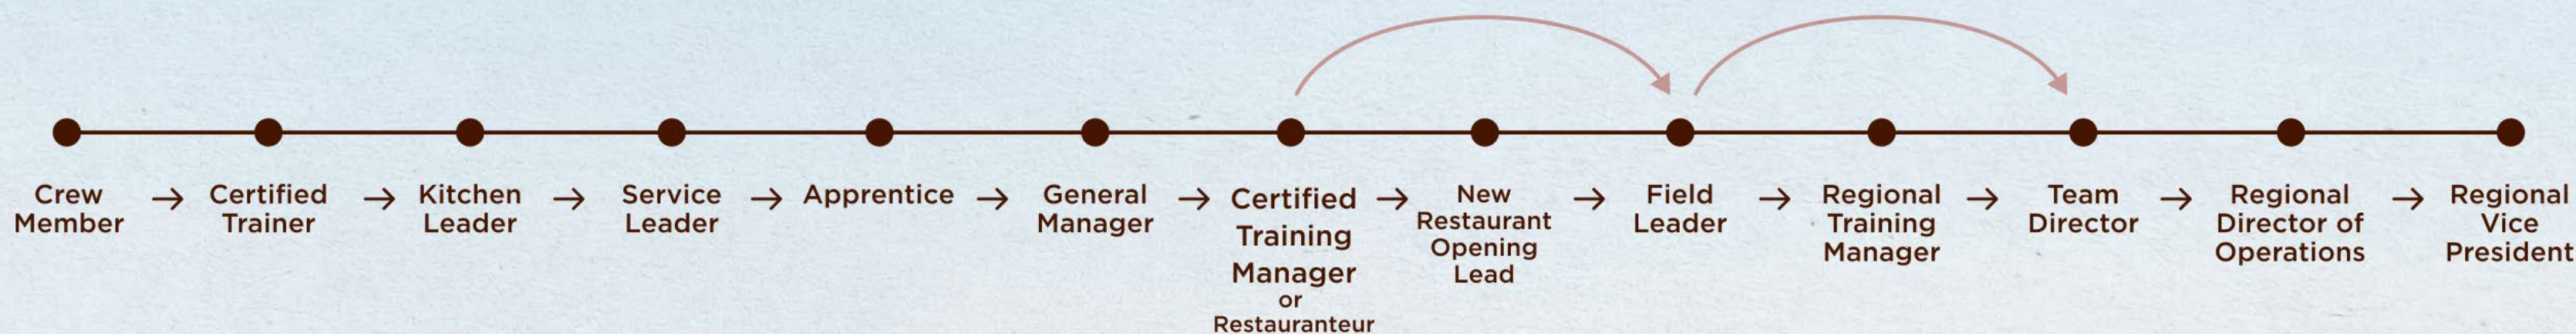 Crew
Member
→
Certified
Trainer
→
Kitchen
Leader
→
Service
Leader
→
Apprentice
→
General
Manager
→
Certified
Training
Manager
or
Restauranteur
→
New
Restaurant
Opening
Lead
→
Field
Leader
→
Regional
Training
Manager
→
Team
Director
→
Regional
Director of
Operations
→
Regional
Vice
President